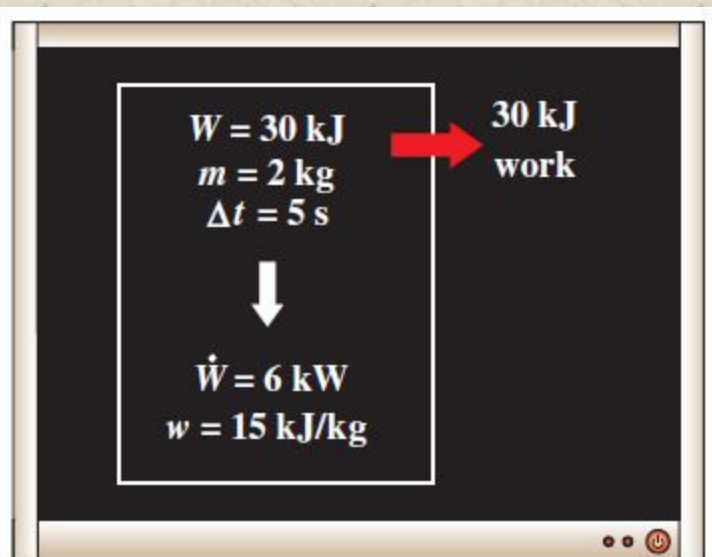 W = 30 kJ
m = 2 kg
Δt = 5 s
Ẇ = 6 kW
w = 15 kJ/kg
30 kJ
work